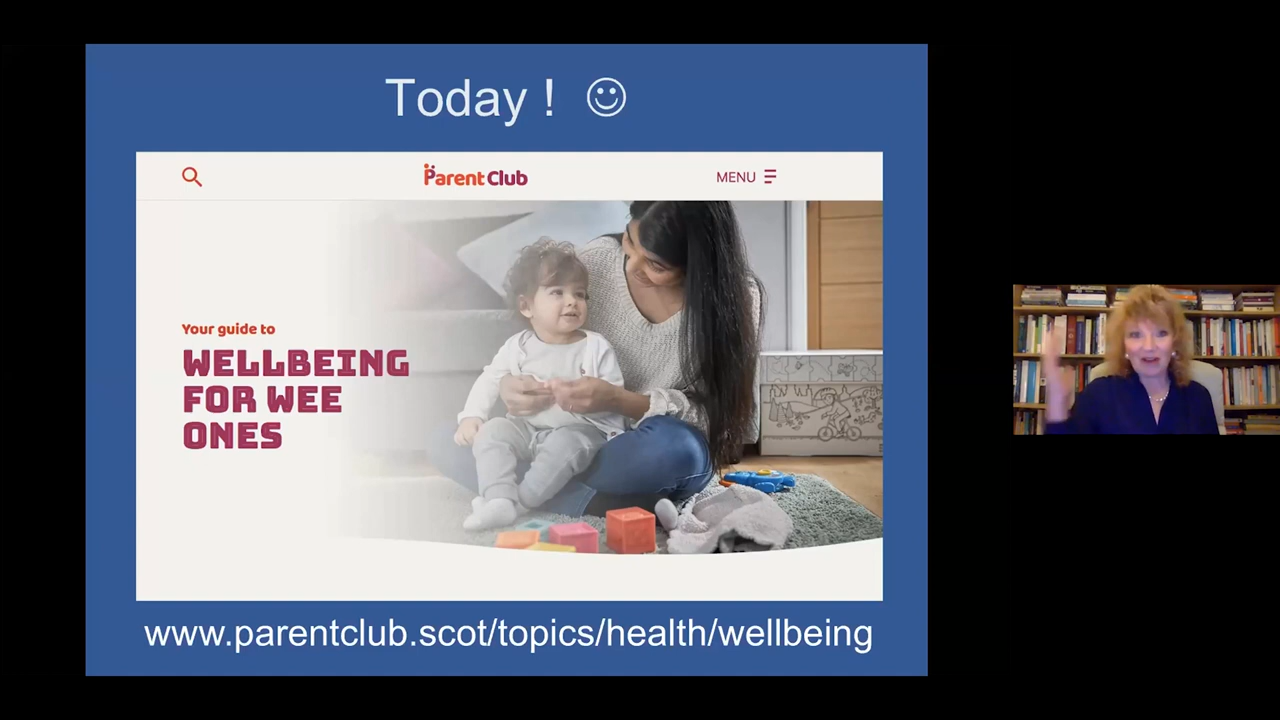 Today ! ☺
Parent Club
MENU
Your guide to
WELLBEING
FOR WEE
ONES
www.parentclub.scot/topics/health/wellbeing